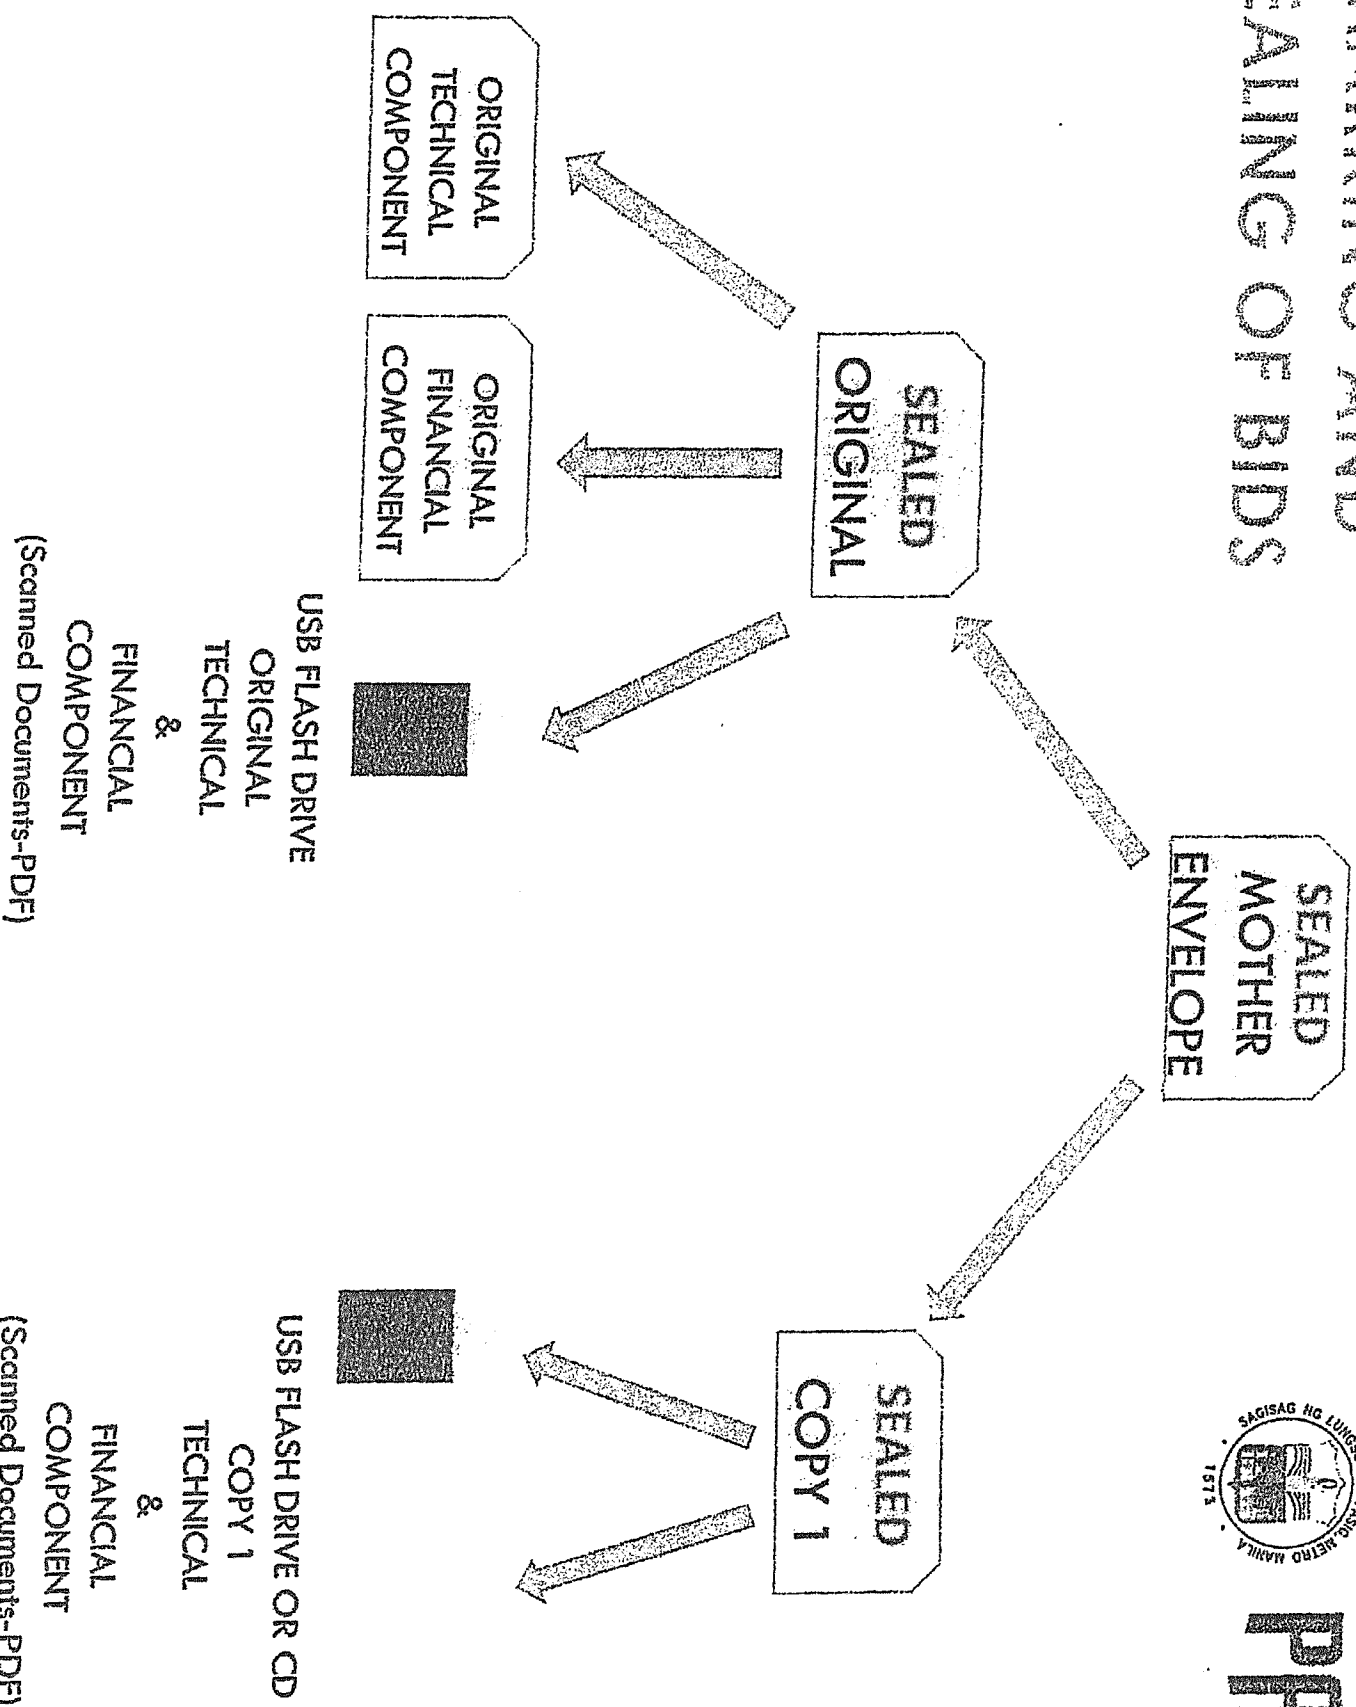 AND
SEALING OF BIDS
SEALED
MOTHER
ENVELOPE
SEALED
ORIGINAL
SEALED
COPY 1
ORIGINAL
TECHNICAL
COMPONENT
ORIGINAL
FINANCIAL
COMPONENT
USB FLASH DRIVE
ORIGINAL
TECHNICAL
&
FINANCIAL
COMPONENT
(Scanned Documents-PDF)
USB FLASH DRIVE OR CD
COPY 1
TECHNICAL
&
FINANCIAL
COMPONENT
(Scanned Documents-PDF)
SAGISAG NG PASIG, METRO MANILA
1573